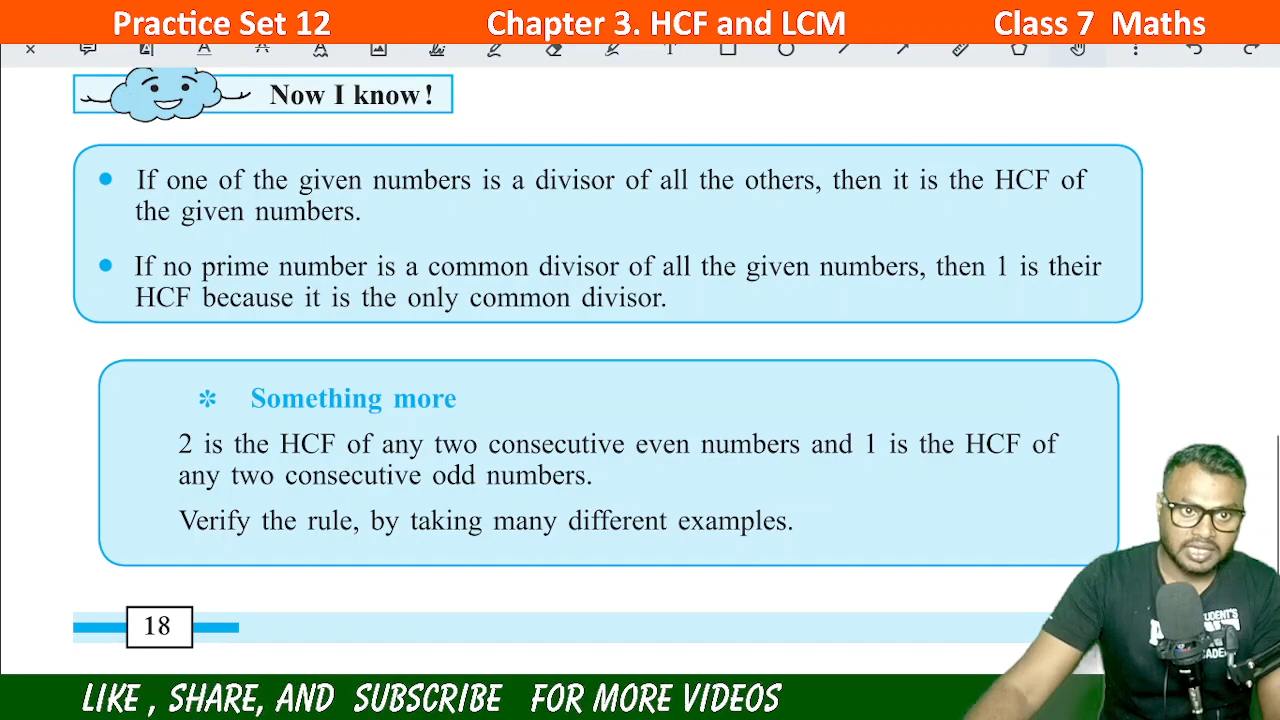 Practice Set 12 Chapter 3. HCF and LCM Class 7 Maths
Now I know!
• If one of the given numbers is a divisor of all the others, then it is the HCF of
the given numbers.
• If no prime number is a common divisor of all the given numbers, then 1 is their
HCF because it is the only common divisor.
* Something more
2 is the HCF of any two consecutive even numbers and 1 is the HCF of
any two consecutive odd numbers.
Verify the rule, by taking many different examples.
18
LIKE , SHARE, AND SUBSCRIBE FOR MORE VIDEOS